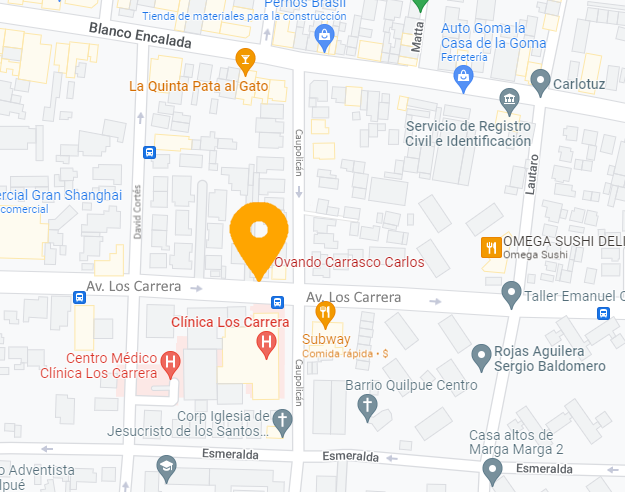 Pernos Brasil
Tienda de materiales para la construcción
Blanco Encalada
Matta
Auto Goma la
Casa de la Goma
Ferretería
La Quinta Pata al Gato
Carlotuz
Servicio de Registro
Civil e Identificación
Caupolicán
Lautaro
David Cortés
ercial Gran Shanghai
comercial
OMEGA SUSHI DELI
Omega Sushi
Ovando Carrasco Carlos
Av. Los Carrera
Av. Los Carrera
Taller Emanuel
Clínica Los Carrera
Subway
Comida rápida • $
Centro Médico
Clínica Los Carrera
Rojas Aguilera
Sergio Baldomero
Caupolicán
Barrio Quilpue Centro
Corp Iglesia de
Jesucristo de los Santos...
Casa altos de
Marga Marga 2
Esmeralda
Esmeralda
Esmeralda
o Adventista
lpué